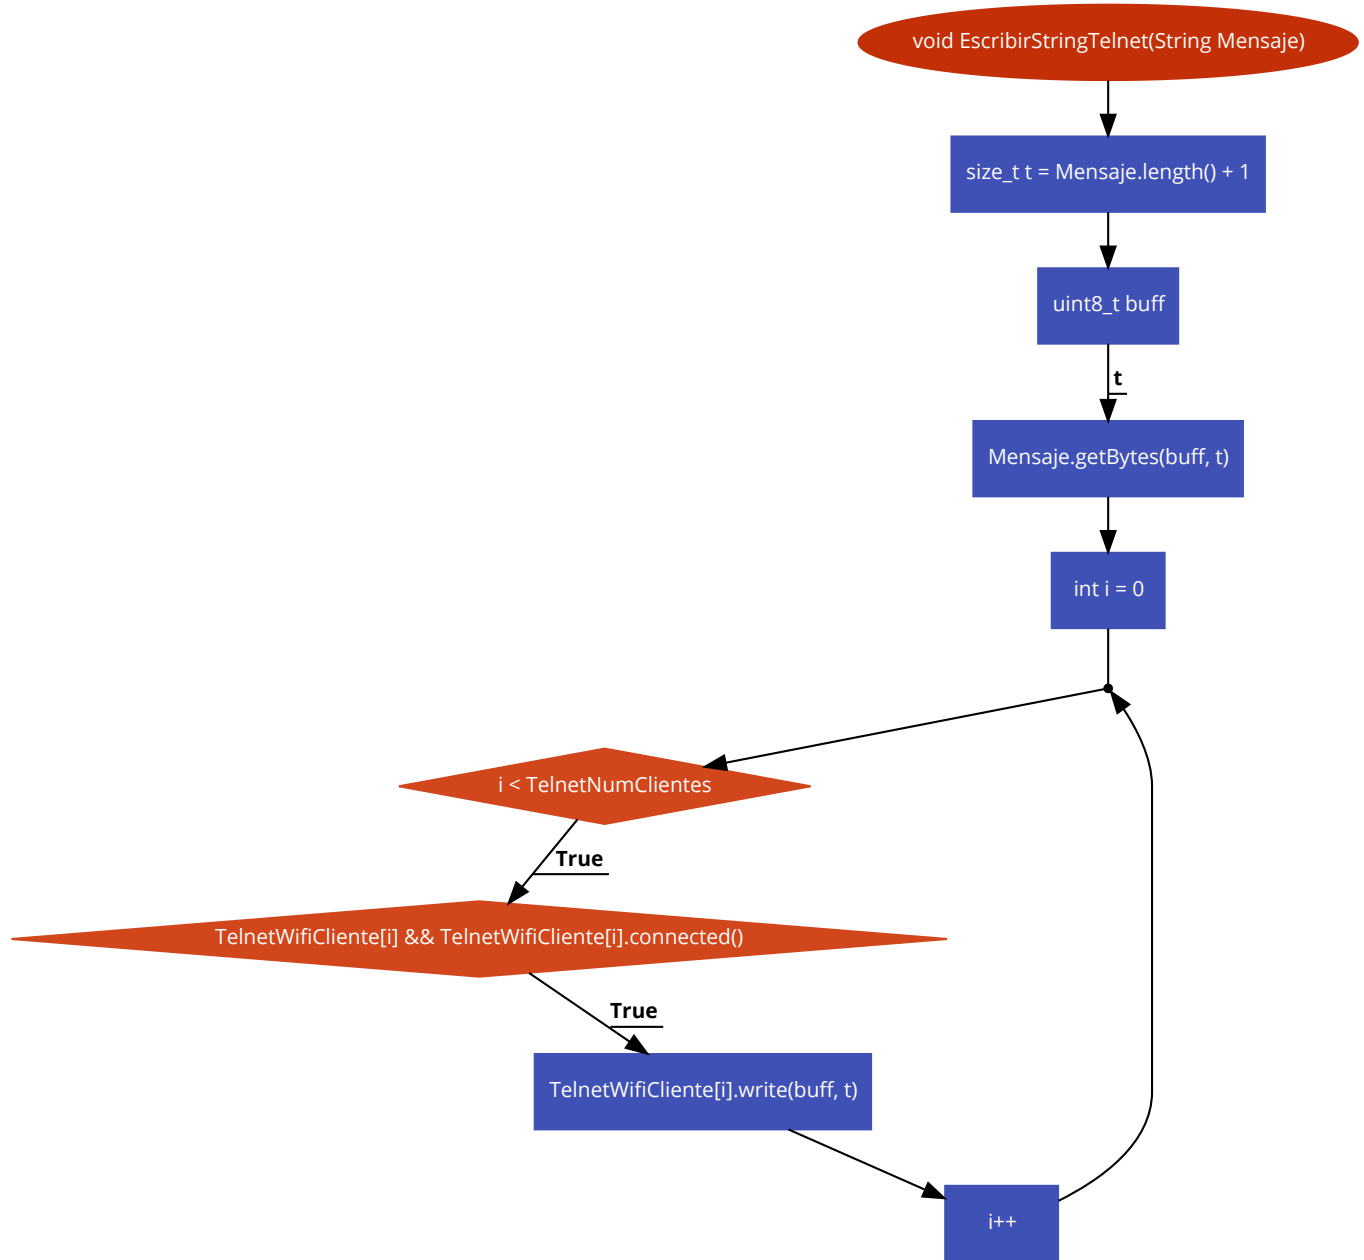 void EscribirStringTelnet(String Mensaje)
size_t t = Mensaje.length() + 1
uint8_t buff
t
Mensaje.getBytes(buff, t)
int i = 0
i < TelnetNumClientes
True
TelnetWifiCliente[i] && TelnetWifiCliente[i].connected()
True
TelnetWifiCliente[i].write(buff, t)
i++